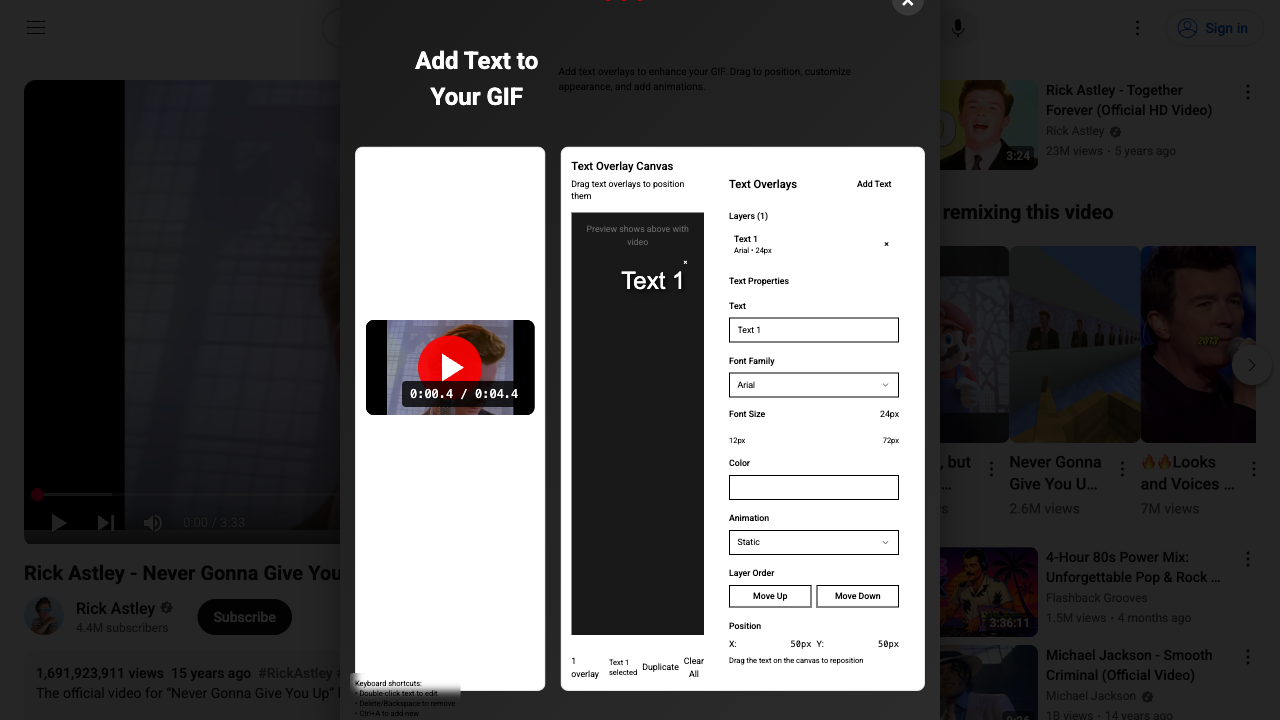 Sign in
Add Text to
Your GIF
Add text overlays to enhance your GIF. Drag to position, customize
appearance, and add animations.
Text Overlay Canvas
Drag text overlays to position
them
Preview shows above with
video
×
Text 1
1
overlay
Text 1
selected
Duplicate
Clear
All
Text Overlays
Add Text
Layers (1)
Text 1
Arial • 24px
×
Text Properties
Text
Text 1
Font Family
Arial
Font Size
24px
12px
72px
Color
Animation
Static
Layer Order
Move Up
Move Down
Position
X:
50px
Y:
50px
Drag the text on the canvas to reposition
0:00.4 / 0:04.4
Keyboard shortcuts:
• Double-click text to edit
• Delete/Backspace to remove
• Ctrl+A to add new
0:00 / 3:33
Rick Astley - Never Gonna Give You
Rick Astley
4.4M subscribers
Subscribe
1,691,923,911 views 15 years ago #RickAstley
The official video for “Never Gonna Give You Up”
3:24
Rick Astley - Together
Forever (Official HD Video)
Rick Astley
23M views • 5 years ago
remixing this video
2013
, but
Never Gonna
Give You U…
2.6M views
🔥🔥Looks
and Voices …
7M views
3:36:11
4-Hour 80s Power Mix:
Unforgettable Pop & Rock …
Flashback Grooves
1.5M views • 4 months ago
Michael Jackson - Smooth
Criminal (Official Video)
Michael Jackson
1B views • 14 years ago